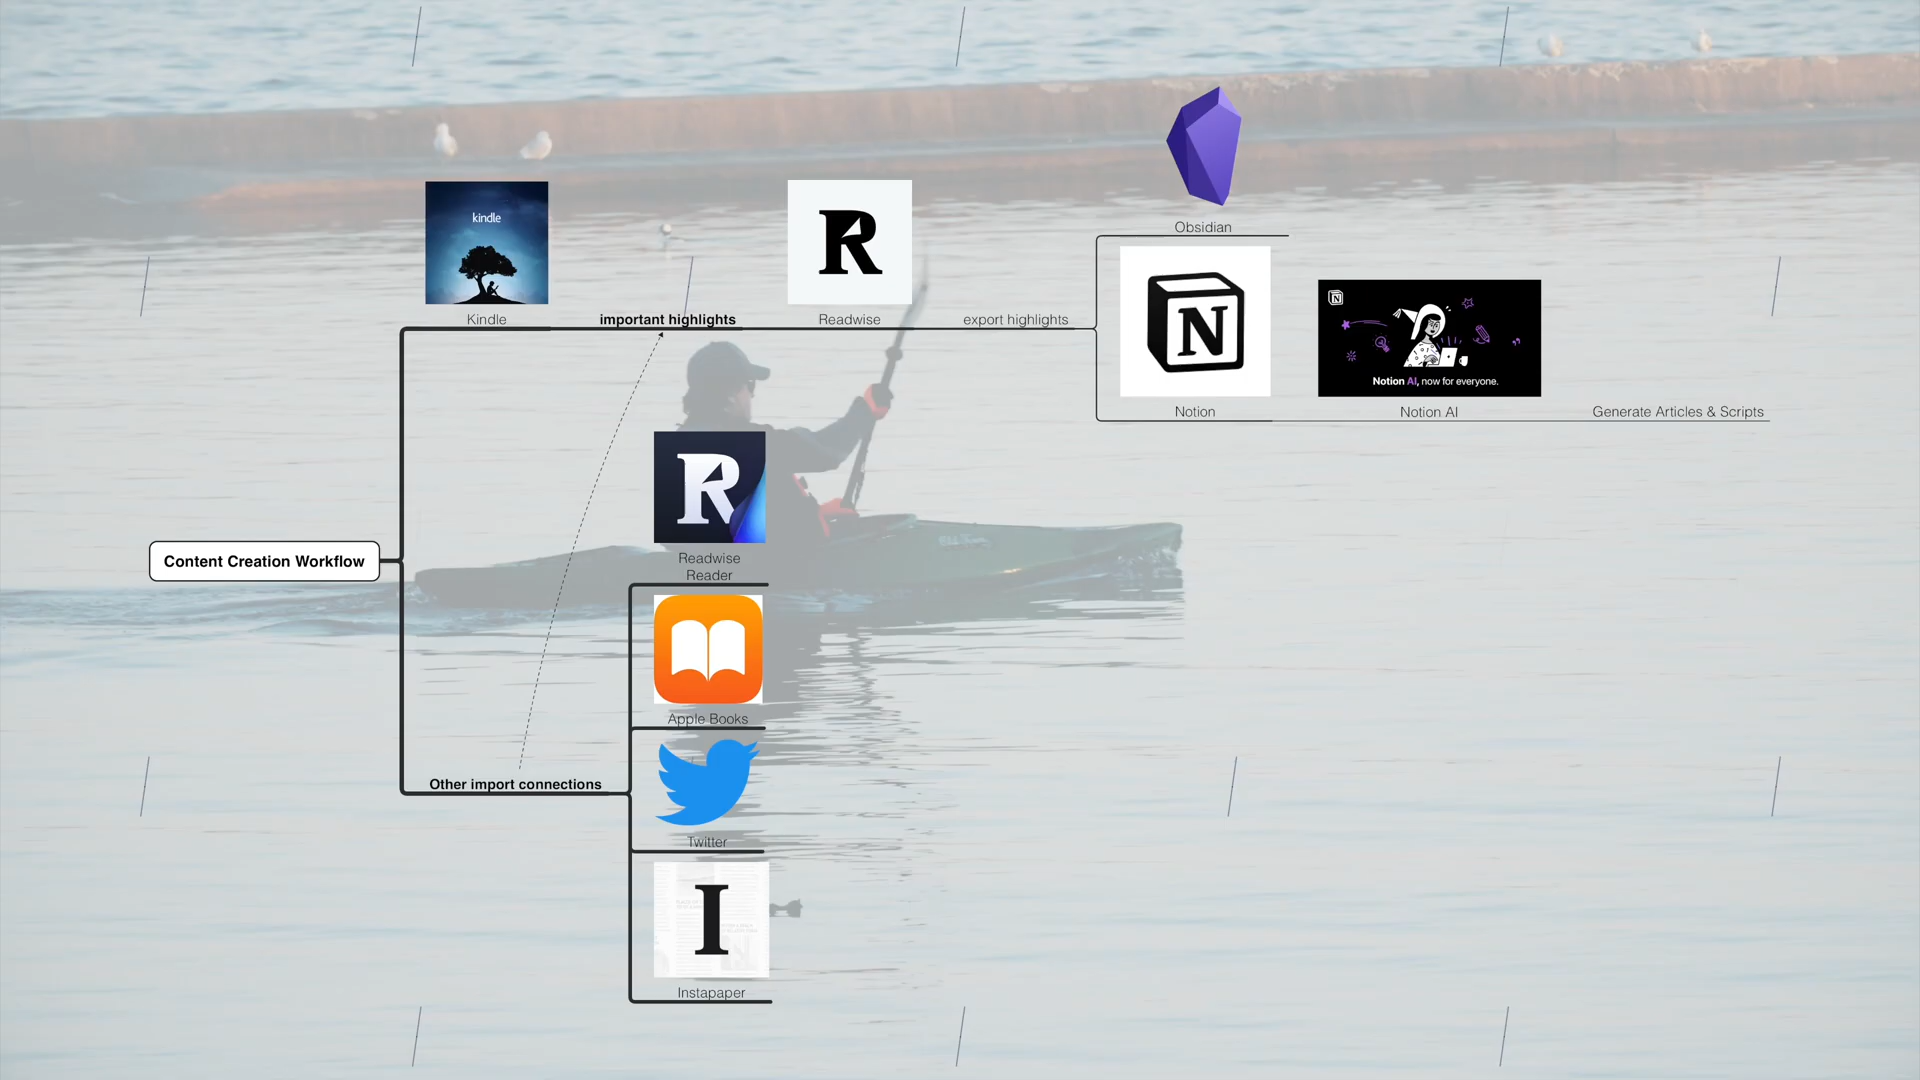 Obsidian
kindle
R
Kindle
important highlights
Readwise
export highlights
N
N
Notion AI, now for everyone.
Notion
Notion AI
Generate Articles & Scripts
R
Readwise
Reader
Content Creation Workflow
Apple Books
Other import connections
Twitter
I
Instapaper